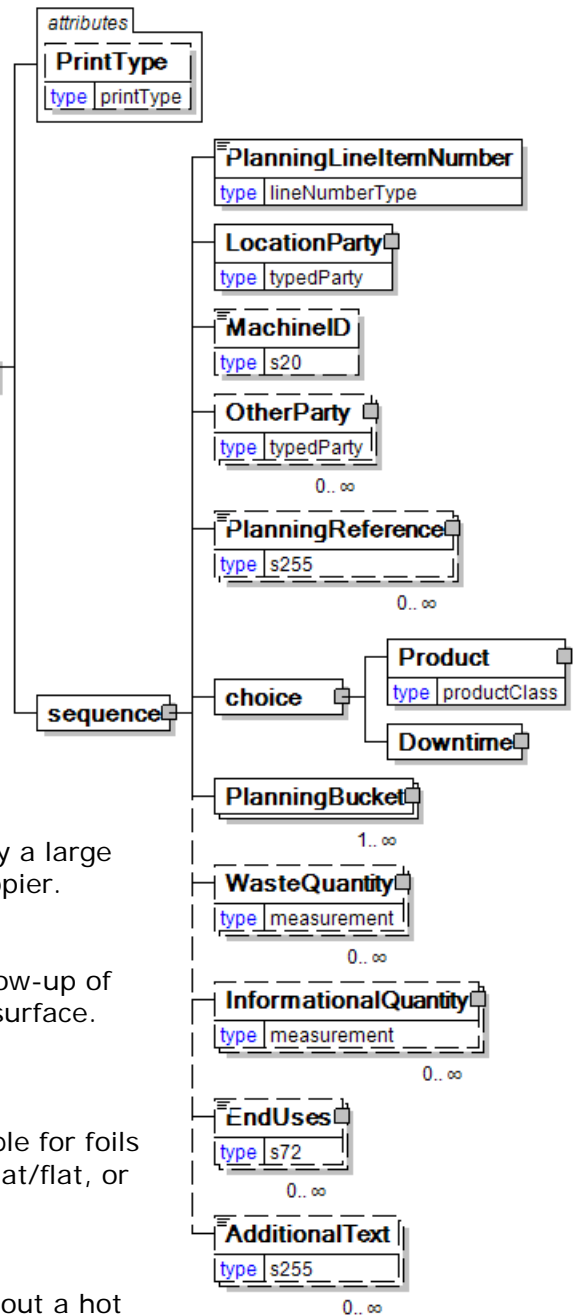 attributes
PrintType
type printType
PlanningLineItemNumber
type lineNumberType
LocationParty
type typedParty
MachineID
type s20
OtherParty
type typedParty
0.. ∞
PlanningReference
type s255
0.. ∞
sequence
choice
Product
type productClass
Downtime
PlanningBucket
1.. ∞
WasteQuantity
type measurement
0.. ∞
InformationalQuantity
type measurement
0.. ∞
EndUses
type s72
0.. ∞
AdditionalText
type s255
0.. ∞
y a large
pier.
ow-up of
surface.
ble for foils
at/flat, or
out a hot